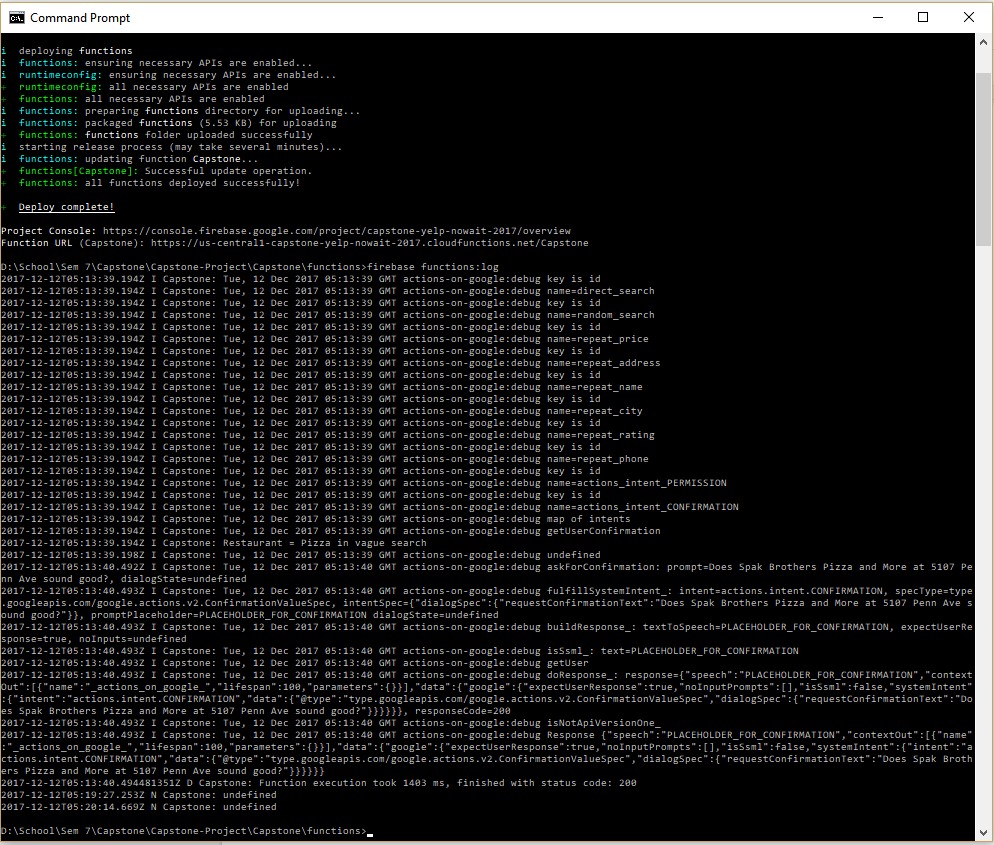 Command Prompt
i  deploying functions
i  functions: ensuring necessary APIs are enabled...
i  runtimeconfig: ensuring necessary APIs are enabled...
+  runtimeconfig: all necessary APIs are enabled
+  functions: all necessary APIs are enabled
i  functions: preparing functions directory for uploading...
i  functions: packaged functions (5.53 KB) for uploading
+  functions: functions folder uploaded successfully
i  starting release process (may take several minutes)...
i  functions: updating function Capstone...
+  functions[Capstone]: Successful update operation.
+  functions: all functions deployed successfully!
+  Deploy complete!
Project Console: https://console.firebase.google.com/project/capstone-yelp-nowait-2017/overview
Function URL (Capstone): https://us-central1-capstone-yelp-nowait-2017.cloudfunctions.net/Capstone
D:\School\Sem 7\Capstone\Capstone-Project\Capstone\functions>firebase functions:log
2017-12-12T05:13:39.194Z I Capstone: Tue, 12 Dec 2017 05:13:39 GMT actions-on-google:debug key is id
2017-12-12T05:13:39.194Z I Capstone: Tue, 12 Dec 2017 05:13:39 GMT actions-on-google:debug name=direct_search
2017-12-12T05:13:39.194Z I Capstone: Tue, 12 Dec 2017 05:13:39 GMT actions-on-google:debug key is id
2017-12-12T05:13:39.194Z I Capstone: Tue, 12 Dec 2017 05:13:39 GMT actions-on-google:debug name=random_search
2017-12-12T05:13:39.194Z I Capstone: Tue, 12 Dec 2017 05:13:39 GMT actions-on-google:debug key is id
2017-12-12T05:13:39.194Z I Capstone: Tue, 12 Dec 2017 05:13:39 GMT actions-on-google:debug name=repeat_price
2017-12-12T05:13:39.194Z I Capstone: Tue, 12 Dec 2017 05:13:39 GMT actions-on-google:debug key is id
2017-12-12T05:13:39.194Z I Capstone: Tue, 12 Dec 2017 05:13:39 GMT actions-on-google:debug name=repeat_address
2017-12-12T05:13:39.194Z I Capstone: Tue, 12 Dec 2017 05:13:39 GMT actions-on-google:debug key is id
2017-12-12T05:13:39.194Z I Capstone: Tue, 12 Dec 2017 05:13:39 GMT actions-on-google:debug name=repeat_name
2017-12-12T05:13:39.194Z I Capstone: Tue, 12 Dec 2017 05:13:39 GMT actions-on-google:debug key is id
2017-12-12T05:13:39.194Z I Capstone: Tue, 12 Dec 2017 05:13:39 GMT actions-on-google:debug name=repeat_city
2017-12-12T05:13:39.194Z I Capstone: Tue, 12 Dec 2017 05:13:39 GMT actions-on-google:debug key is id
2017-12-12T05:13:39.194Z I Capstone: Tue, 12 Dec 2017 05:13:39 GMT actions-on-google:debug name=repeat_rating
2017-12-12T05:13:39.194Z I Capstone: Tue, 12 Dec 2017 05:13:39 GMT actions-on-google:debug key is id
2017-12-12T05:13:39.194Z I Capstone: Tue, 12 Dec 2017 05:13:39 GMT actions-on-google:debug name=repeat_phone
2017-12-12T05:13:39.194Z I Capstone: Tue, 12 Dec 2017 05:13:39 GMT actions-on-google:debug key is id
2017-12-12T05:13:39.194Z I Capstone: Tue, 12 Dec 2017 05:13:39 GMT actions-on-google:debug name=actions_intent_PERMISSION
2017-12-12T05:13:39.194Z I Capstone: Tue, 12 Dec 2017 05:13:39 GMT actions-on-google:debug key is id
2017-12-12T05:13:39.194Z I Capstone: Tue, 12 Dec 2017 05:13:39 GMT actions-on-google:debug name=actions_intent_CONFIRMATION
2017-12-12T05:13:39.194Z I Capstone: Tue, 12 Dec 2017 05:13:39 GMT actions-on-google:debug map of intents
2017-12-12T05:13:39.194Z I Capstone: Tue, 12 Dec 2017 05:13:39 GMT actions-on-google:debug getUserConfirmation
2017-12-12T05:13:39.194Z I Capstone: Restaurant = Pizza in vague search
2017-12-12T05:13:39.198Z I Capstone: Tue, 12 Dec 2017 05:13:39 GMT actions-on-google:debug undefined
2017-12-12T05:13:40.492Z I Capstone: Tue, 12 Dec 2017 05:13:40 GMT actions-on-google:debug askForConfirmation: prompt=Does Spak Brothers Pizza and More at 5107 Pe
nn Ave sound good?, dialogState=undefined
2017-12-12T05:13:40.493Z I Capstone: Tue, 12 Dec 2017 05:13:40 GMT actions-on-google:debug fulfillSystemIntent_: intent=actions.intent.CONFIRMATION, specType=type
.googleapis.com/google.actions.v2.ConfirmationValueSpec, intentSpec={"dialogSpec":{"requestConfirmationText":"Does Spak Brothers Pizza and More at 5107 Penn Ave s
ound good?"}}, promptPlaceholder=PLACEHOLDER_FOR_CONFIRMATION dialogState=undefined
2017-12-12T05:13:40.493Z I Capstone: Tue, 12 Dec 2017 05:13:40 GMT actions-on-google:debug buildResponse_: textToSpeech=PLACEHOLDER_FOR_CONFIRMATION, expectUserRe
sponse=true, noInputs=undefined
2017-12-12T05:13:40.493Z I Capstone: Tue, 12 Dec 2017 05:13:40 GMT actions-on-google:debug isSsml_: text=PLACEHOLDER_FOR_CONFIRMATION
2017-12-12T05:13:40.493Z I Capstone: Tue, 12 Dec 2017 05:13:40 GMT actions-on-google:debug getUser
2017-12-12T05:13:40.493Z I Capstone: Tue, 12 Dec 2017 05:13:40 GMT actions-on-google:debug doResponse_: response={"speech":"PLACEHOLDER_FOR_CONFIRMATION","context
Out":[{"name":"_actions_on_google_","lifespan":100,"parameters":{}}],"data":{"google":{"expectUserResponse":true,"noInputPrompts":[],"isSsml":false,"systemIntent"
:{"intent":"actions.intent.CONFIRMATION","data":{"@type":"type.googleapis.com/google.actions.v2.ConfirmationValueSpec","dialogSpec":{"requestConfirmationText":"Do
es Spak Brothers Pizza and More at 5107 Penn Ave sound good?"}}}}}}, responseCode=200
2017-12-12T05:13:40.493Z I Capstone: Tue, 12 Dec 2017 05:13:40 GMT actions-on-google:debug isNotApiVersionOne_
2017-12-12T05:13:40.493Z I Capstone: Tue, 12 Dec 2017 05:13:40 GMT actions-on-google:debug Response {"speech":"PLACEHOLDER_FOR_CONFIRMATION","contextOut":[{"name"
:"_actions_on_google_","lifespan":100,"parameters":{}}],"data":{"google":{"expectUserResponse":true,"noInputPrompts":[],"isSsml":false,"systemIntent":{"intent":"a
ctions.intent.CONFIRMATION","data":{"@type":"type.googleapis.com/google.actions.v2.ConfirmationValueSpec","dialogSpec":{"requestConfirmationText":"Does Spak Broth
ers Pizza and More at 5107 Penn Ave sound good?"}}}}}}
2017-12-12T05:13:40.494481351Z D Capstone: Function execution took 1403 ms, finished with status code: 200
2017-12-12T05:19:27.253Z N Capstone: undefined
2017-12-12T05:20:14.669Z N Capstone: undefined
D:\School\Sem 7\Capstone\Capstone-Project\Capstone\functions>